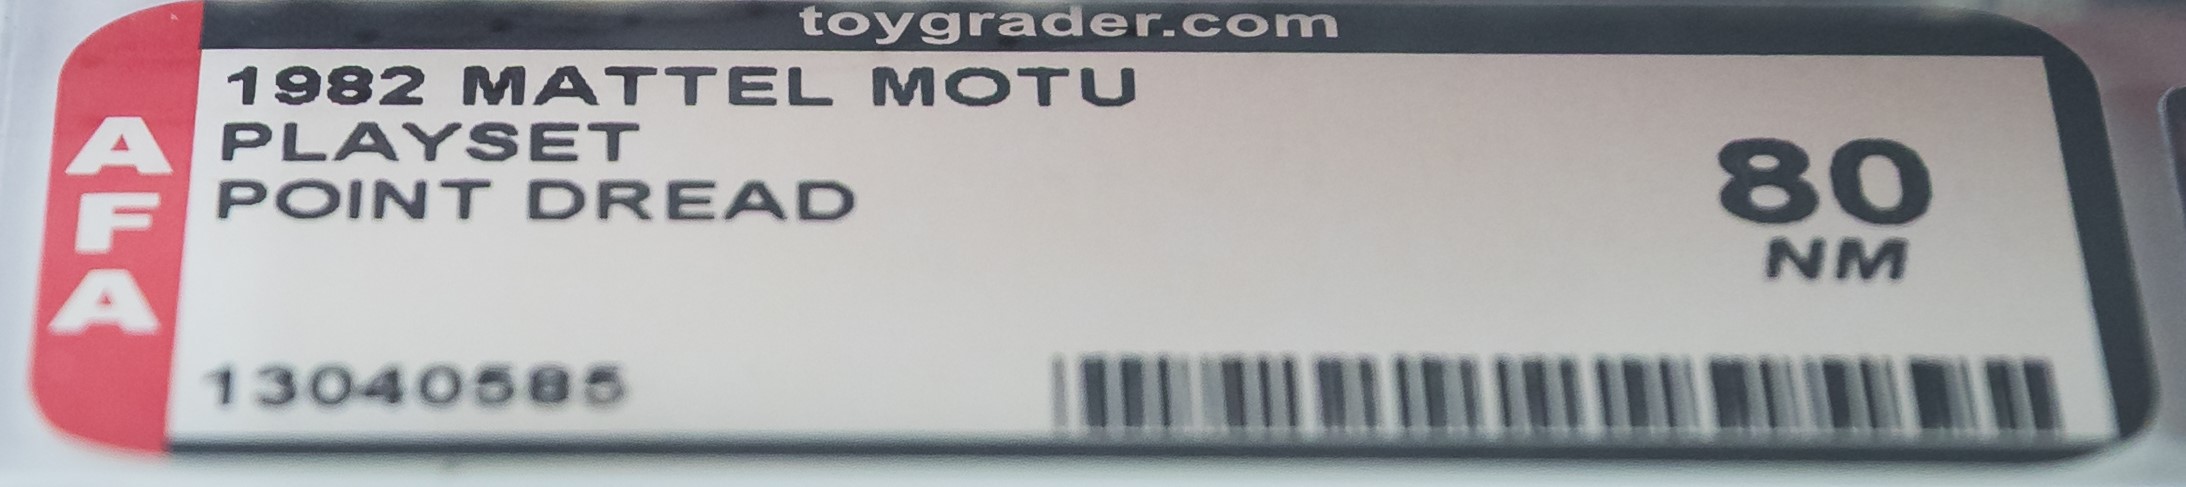 toygrader.com
AFA
1982 MATTEL MOTU
PLAYSET
POINT DREAD
80
NM
13040585